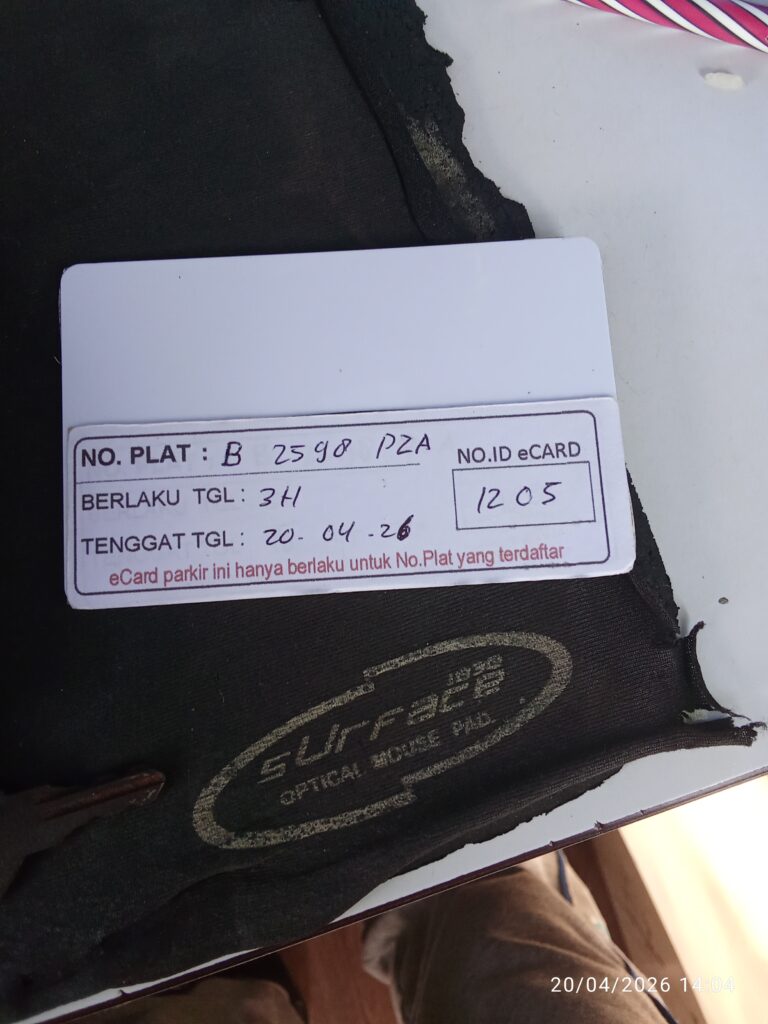 NO. PLAT : B 2598 PZA
NO.ID eCARD
BERLAKU TGL : 3H
1205
TENGGAT TGL : 20-04-26
eCard parkir ini hanya berlaku untuk No.Plat yang terdaftar
1030
surface
OPTICAL MOUSE PAD.
20/04/2026 14:04